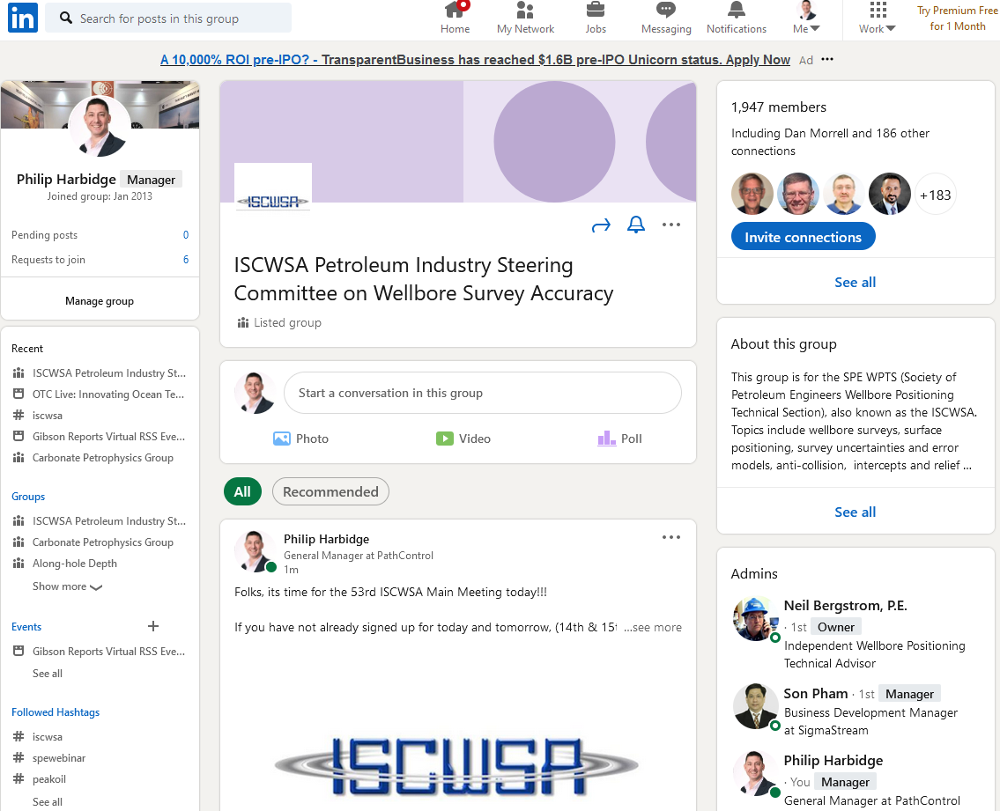 in
Search for posts in this group
Home
My Network
Jobs
Messaging
Notifications
Me
Work
Try Premium Free
for 1 Month
A 10,000% ROI pre-IPO? - TransparentBusiness has reached $1.6B pre-IPO Unicorn status. Apply Now
Ad
Philip Harbidge Manager
Joined group: Jan 2013
Pending posts 0
Requests to join 6
Manage group
Recent
ISCWSA Petroleum Industry St...
OTC Live: Innovating Ocean Te...
# iscwsa
Gibson Reports Virtual RSS Eve...
Carbonate Petrophysics Group
Groups
ISCWSA Petroleum Industry St...
Carbonate Petrophysics Group
Along-hole Depth
Show more
Events +
Gibson Reports Virtual RSS Eve...
See all
Followed Hashtags
# iscwsa
# spewebinar
# peakoil
See all
ISCWSA
ISCWSA Petroleum Industry Steering
Committee on Wellbore Survey Accuracy
Listed group
Start a conversation in this group
Photo
Video
Poll
All
Recommended
Philip Harbidge
General Manager at PathControl
1m
Folks, its time for the 53rd ISCWSA Main Meeting today!!!
If you have not already signed up for today and tomorrow, (14th & 15t ...see more
ISCWSA
1,947 members
Including Dan Morrell and 186 other
connections
+183
Invite connections
See all
About this group
This group is for the SPE WPTS (Society of
Petroleum Engineers Wellbore Positioning
Technical Section), also known as the ISCWSA.
Topics include wellbore surveys, surface
positioning, survey uncertainties and error
models, anti-collision, intercepts and relief ...
See all
Admins
Neil Bergstrom, P.E.
· 1st Owner
Independent Wellbore Positioning
Technical Advisor
Son Pham · 1st Manager
Business Development Manager
at SigmaStream
Philip Harbidge
· You Manager
General Manager at PathControl